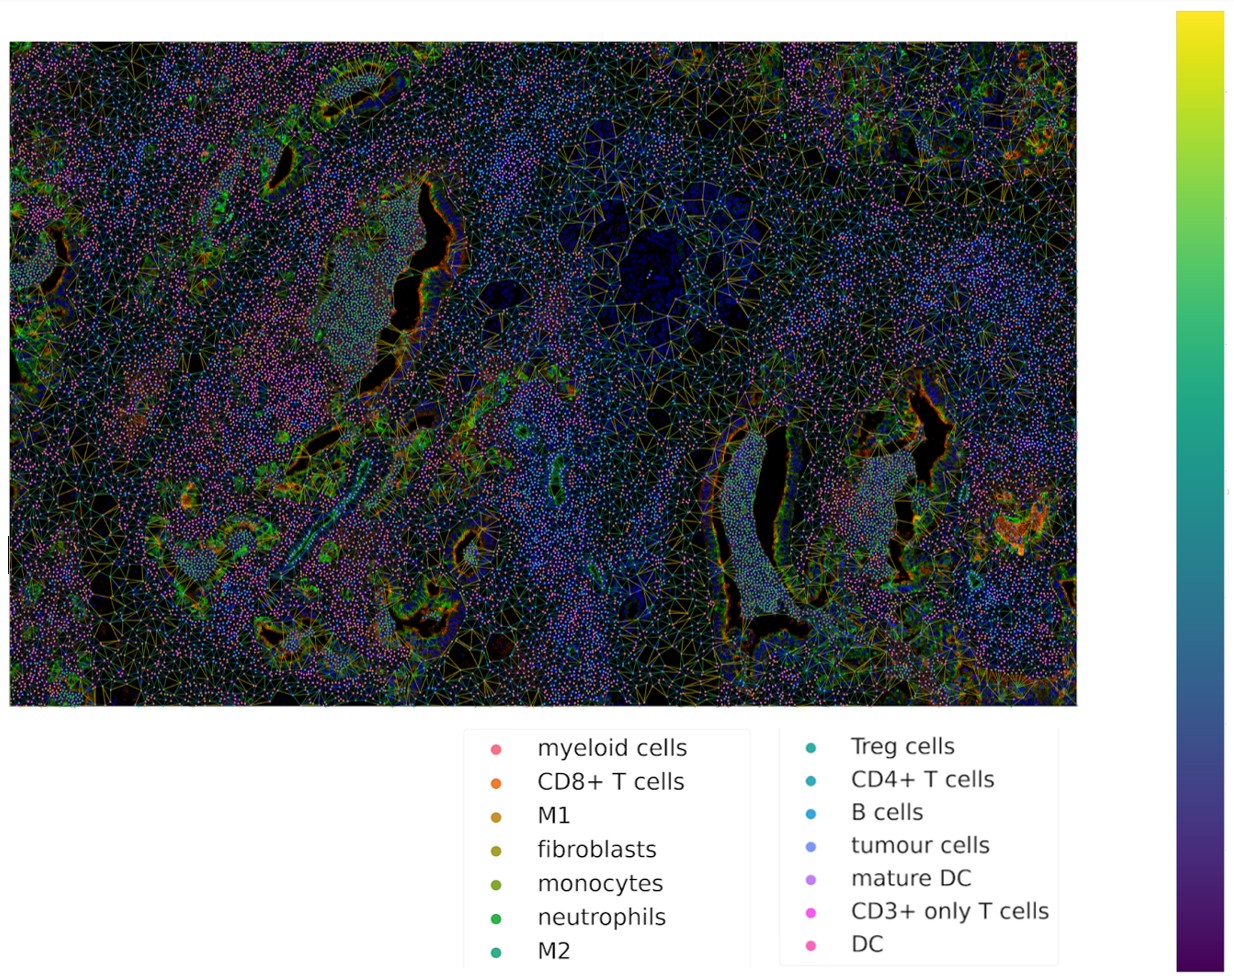 myeloid cells
CD8+ T cells
M1
fibroblasts
monocytes
neutrophils
M2
Treg cells
CD4+ T cells
B cells
tumour cells
mature DC
CD3+ only T cells
DC